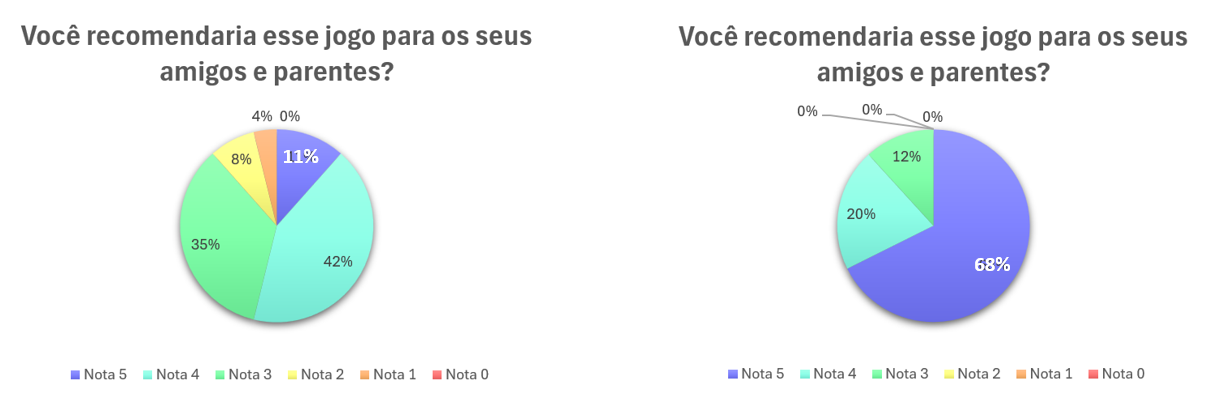 Você recomendaria esse jogo para os seus
amigos e parentes?
4% 0%
11%
8%
35%
42%
Nota 5 Nota 4 Nota 3 Nota 2 Nota 1 Nota 0
Você recomendaria esse jogo para os seus
amigos e parentes?
0% 0% 0%
12%
20%
68%
Nota 5 Nota 4 Nota 3 Nota 2 Nota 1 Nota 0